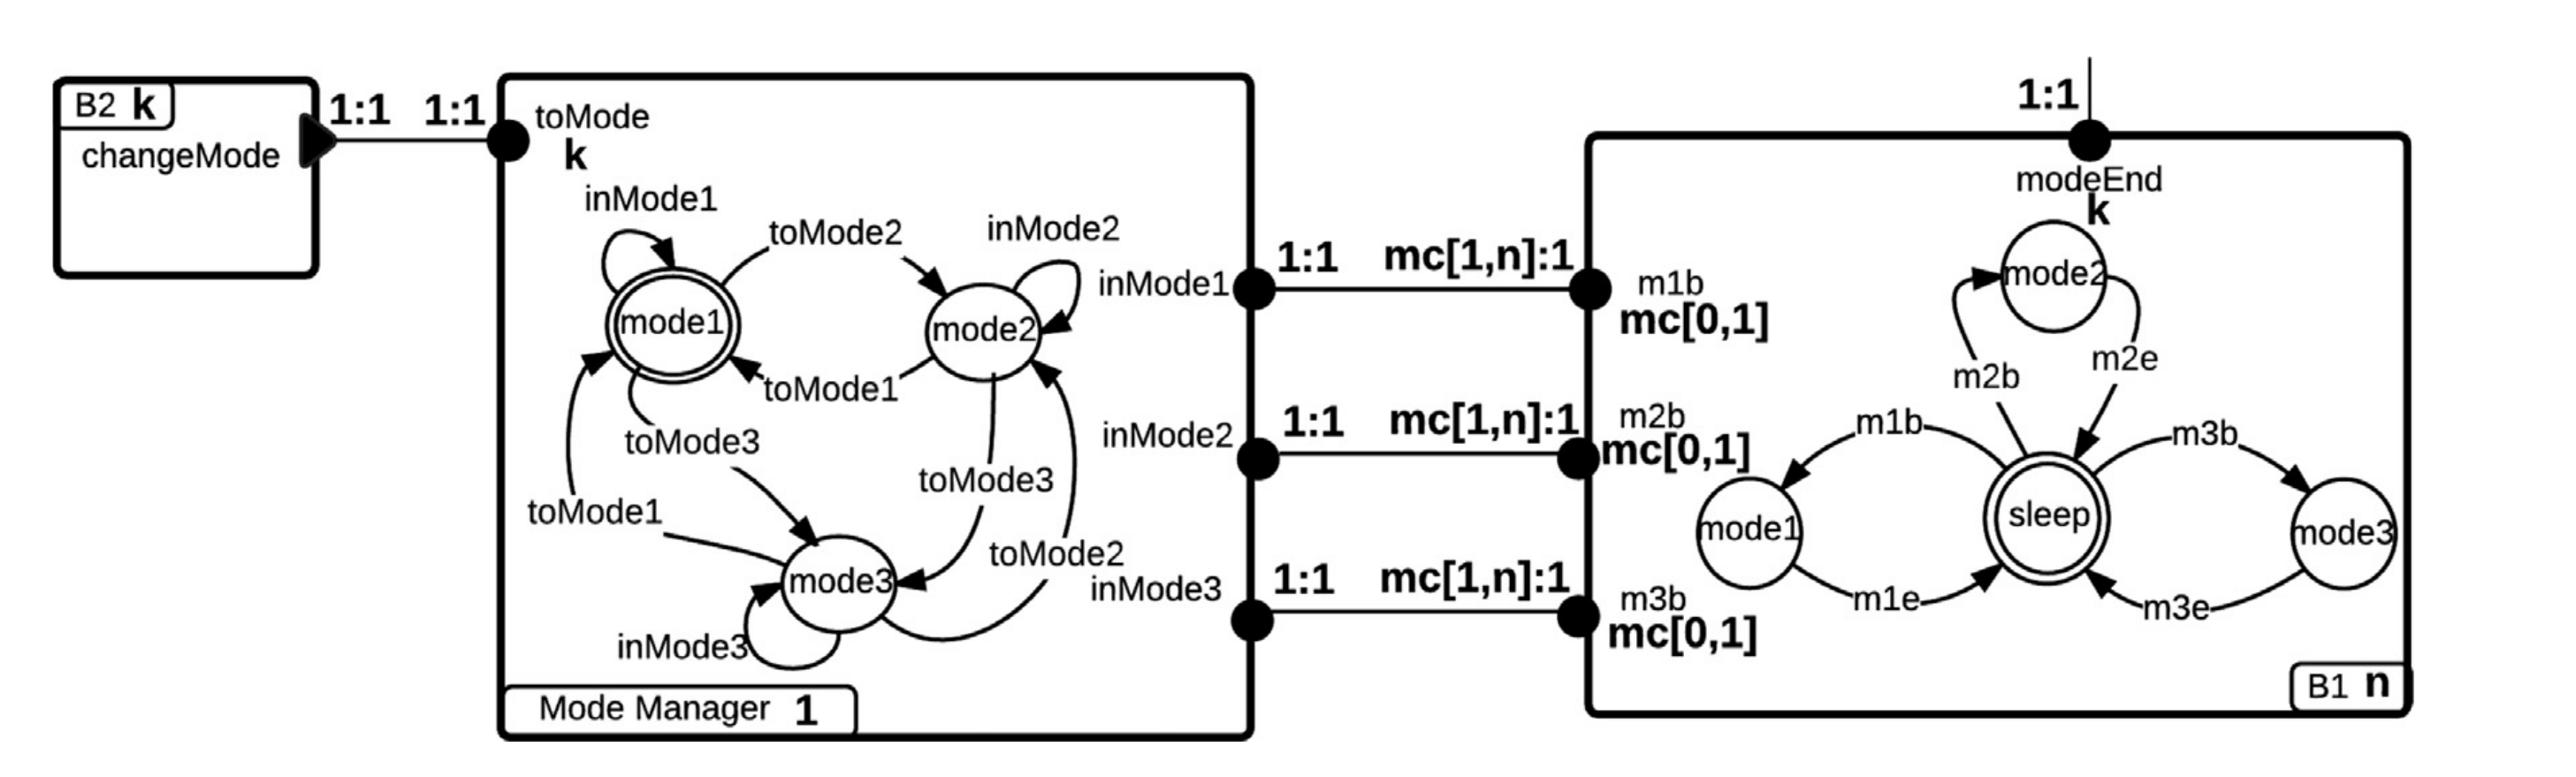 B2 k
changeMode
1:1 1:1
toMode
k
inMode1
toMode2
inMode2
mode1
mode2
toMode1
toMode3
toMode3
toMode1
toMode2
mode3
inMode3
Mode Manager 1
inMode1
1:1 mc[1,n]:1
inMode2
1:1 mc[1,n]:1
inMode3
1:1 mc[1,n]:1
1:1
modeEnd
k
m1b
mc[0,1]
m2b
mc[0,1]
m3b
mc[0,1]
mode2
m2b
m2e
m1b
m3b
mode1
sleep
mode3
m1e
m3e
B1 n